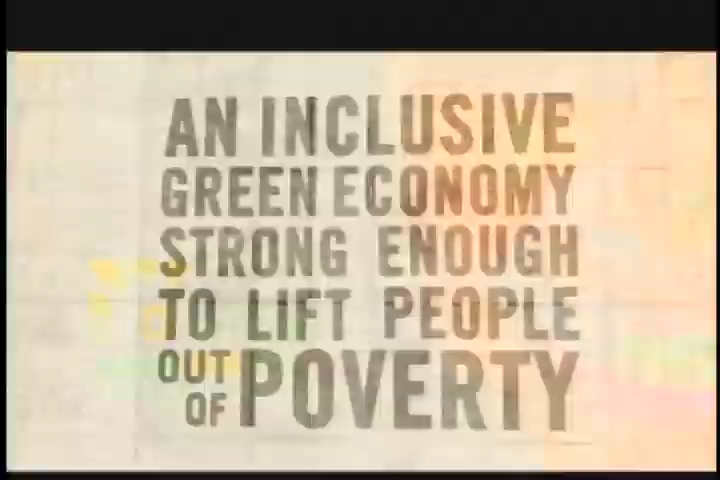 AN INCLUSIVE
GREEN ECONOMY
STRONG ENOUGH
TO LIFT PEOPLE
OUT
OF POVERTY